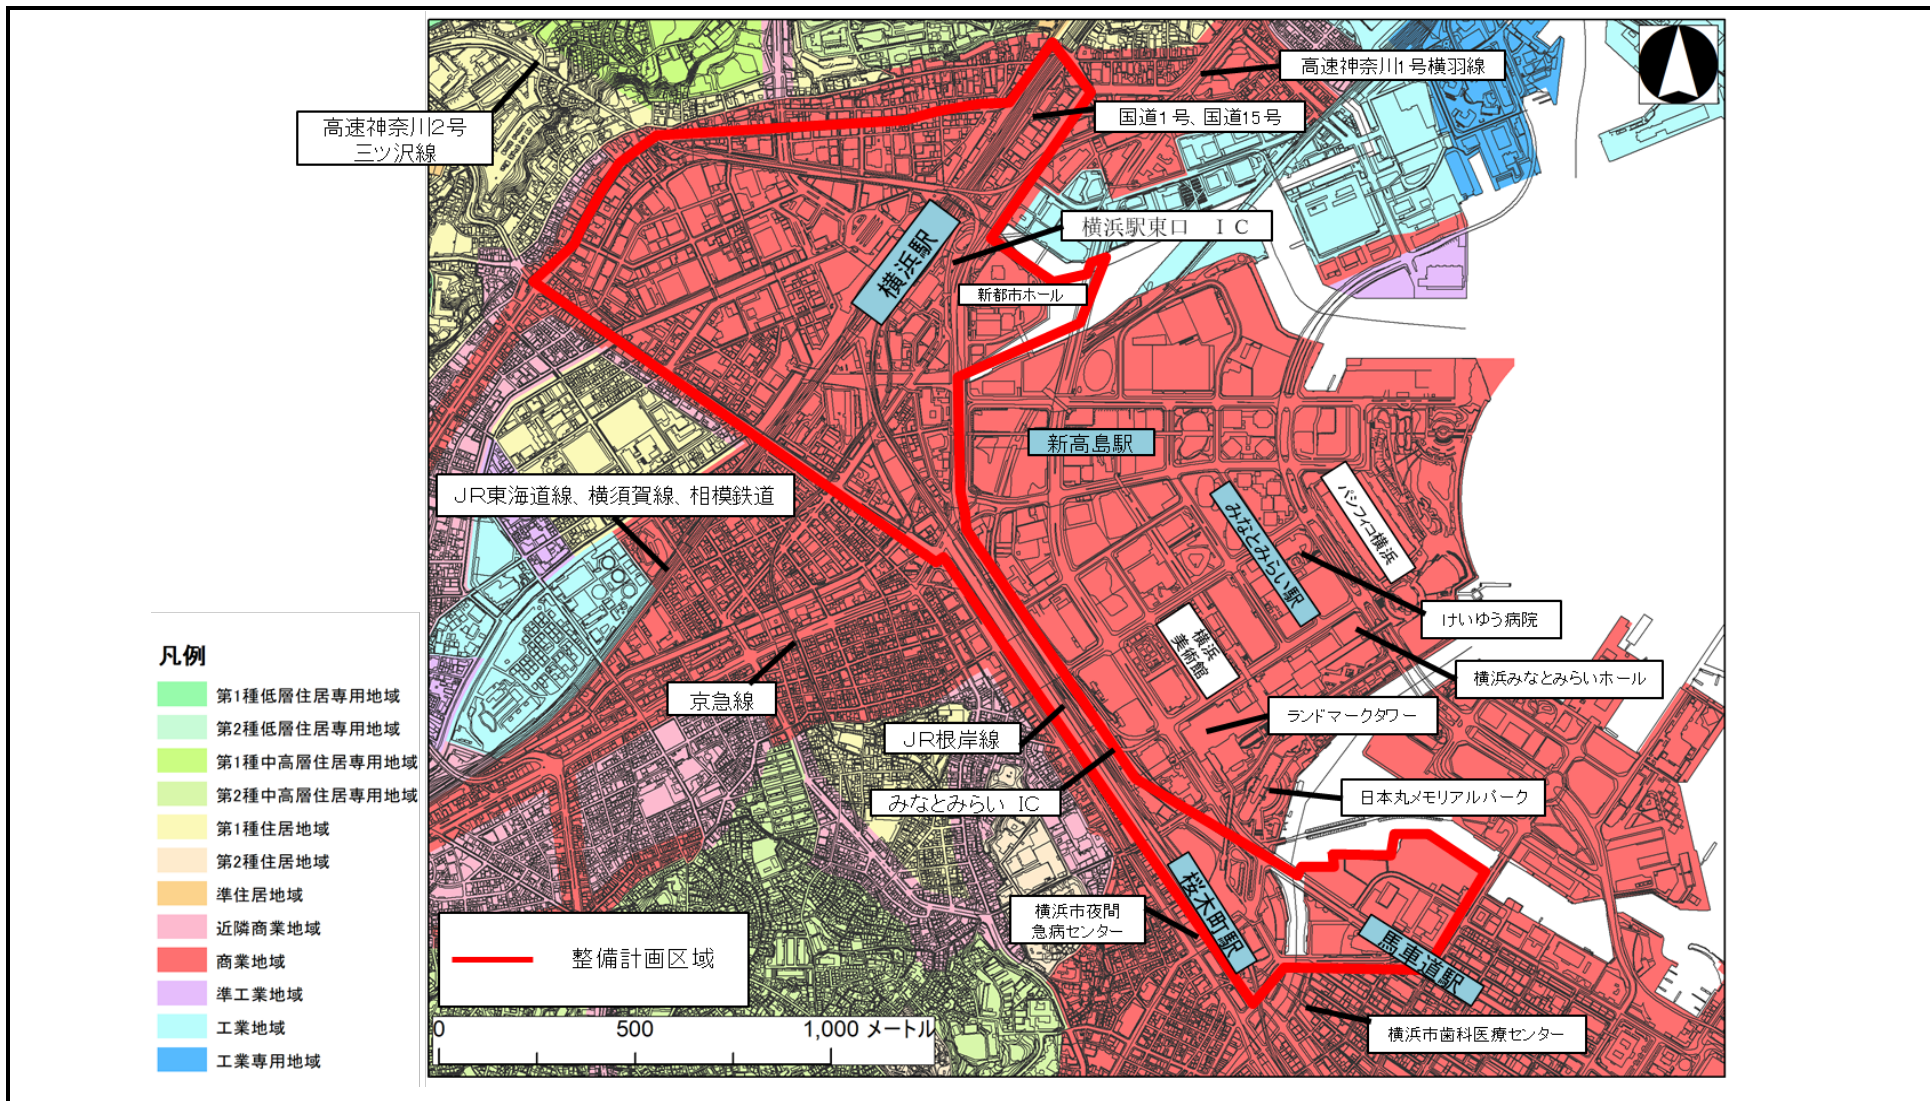 高速神奈川1号横羽線
国道1号、国道15号
高速神奈川2号
三ツ沢線
横浜駅
横浜駅東口 IC
新都市ホール
新高島駅
JR東海道線、横須賀線、相模鉄道
みなとみらい駅
パシフィコ横浜
けいゆう病院
横浜
美術館
横浜みなとみらいホール
京急線
ランドマークタワー
JR根岸線
みなとみらい IC
日本丸メモリアルパーク
桜木町駅
横浜市夜間
急病センター
馬車道駅
横浜市歯科医療センター
凡例
第1種低層住居専用地域
第2種低層住居専用地域
第1種中高層住居専用地域
第2種中高層住居専用地域
第1種住居地域
第2種住居地域
準住居地域
近隣商業地域
商業地域
準工業地域
工業地域
工業専用地域
整備計画区域
0 500 1,000 メートル